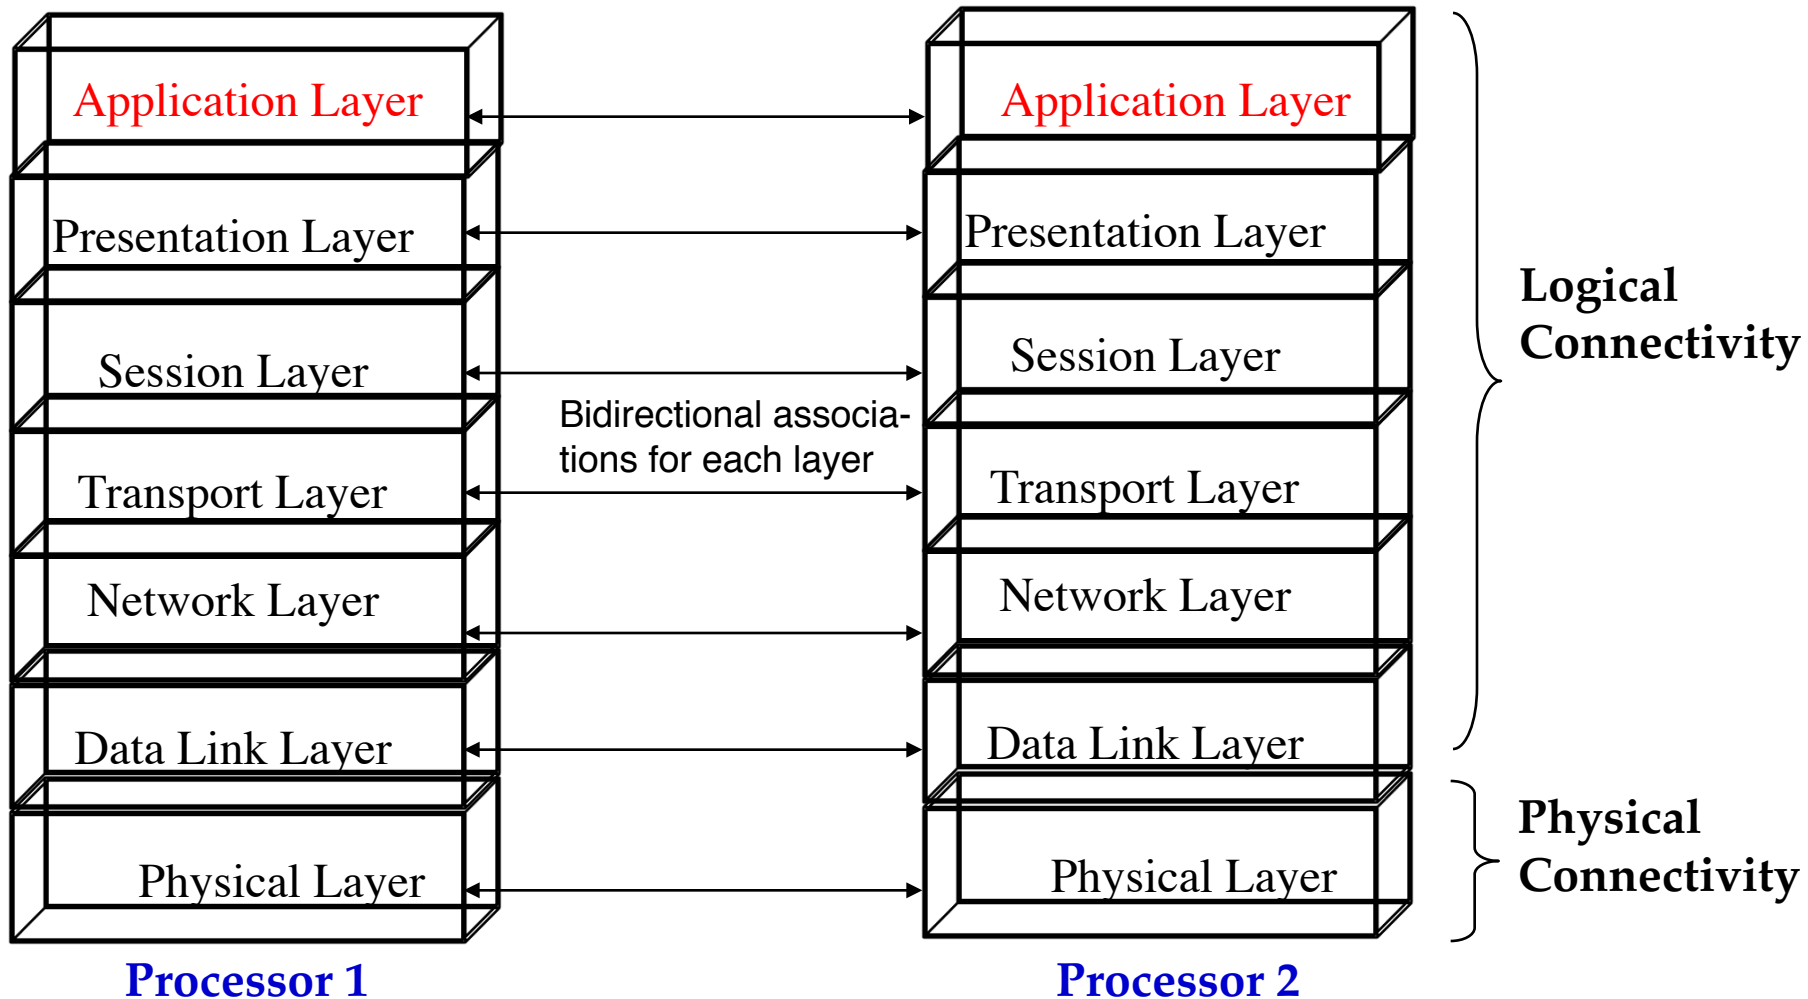 Application Layer
Application Layer
Presentation Layer
Presentation Layer
Logical
Connectivity
Session Layer
Session Layer
Bidirectional associa-
tions for each layer
Transport Layer
Transport Layer
Network Layer
Network Layer
Data Link Layer
Data Link Layer
Physical
Connectivity
Physical Layer
Physical Layer
Processor 1
Processor 2